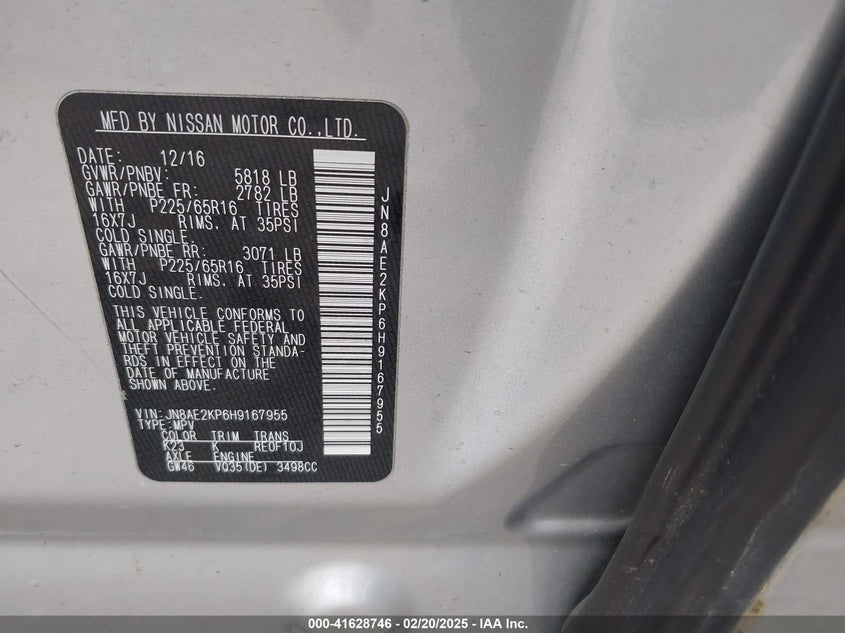 MFD BY NISSAN MOTOR CO.,LTD.
DATE: 12/16
GVWR/PNBV: 5818 LB
GAWR/PNBE FR: 2782 LB
WITH P225/65R16 TIRES
16X7J RIMS. AT 35PSI
COLD SINGLE.
GAWR/PNBE RR: 3071 LB
WITH P225/65R16 TIRES
16X7J RIMS. AT 35PSI
COLD SINGLE.
THIS VEHICLE CONFORMS TO
ALL APPLICABLE FEDERAL
MOTOR VEHICLE SAFETY AND
THEFT PREVENTION STANDA-
RDS IN EFFECT ON THE
DATE OF MANUFACTURE
SHOWN ABOVE.
VIN: JN8AE2KP6H9167955
TYPE: MPV
COLOR TRIM TRANS
K23 K RE0F10J
AXLE ENGINE
GW46 VQ35(DE) 3498CC
JN8AE2KP6H9167955
000-41628746 - 02/20/2025 - IAA Inc.